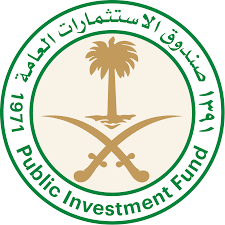 صندوق الاستثمارات العامة
١٣٩١
1971
Public Investment Fund